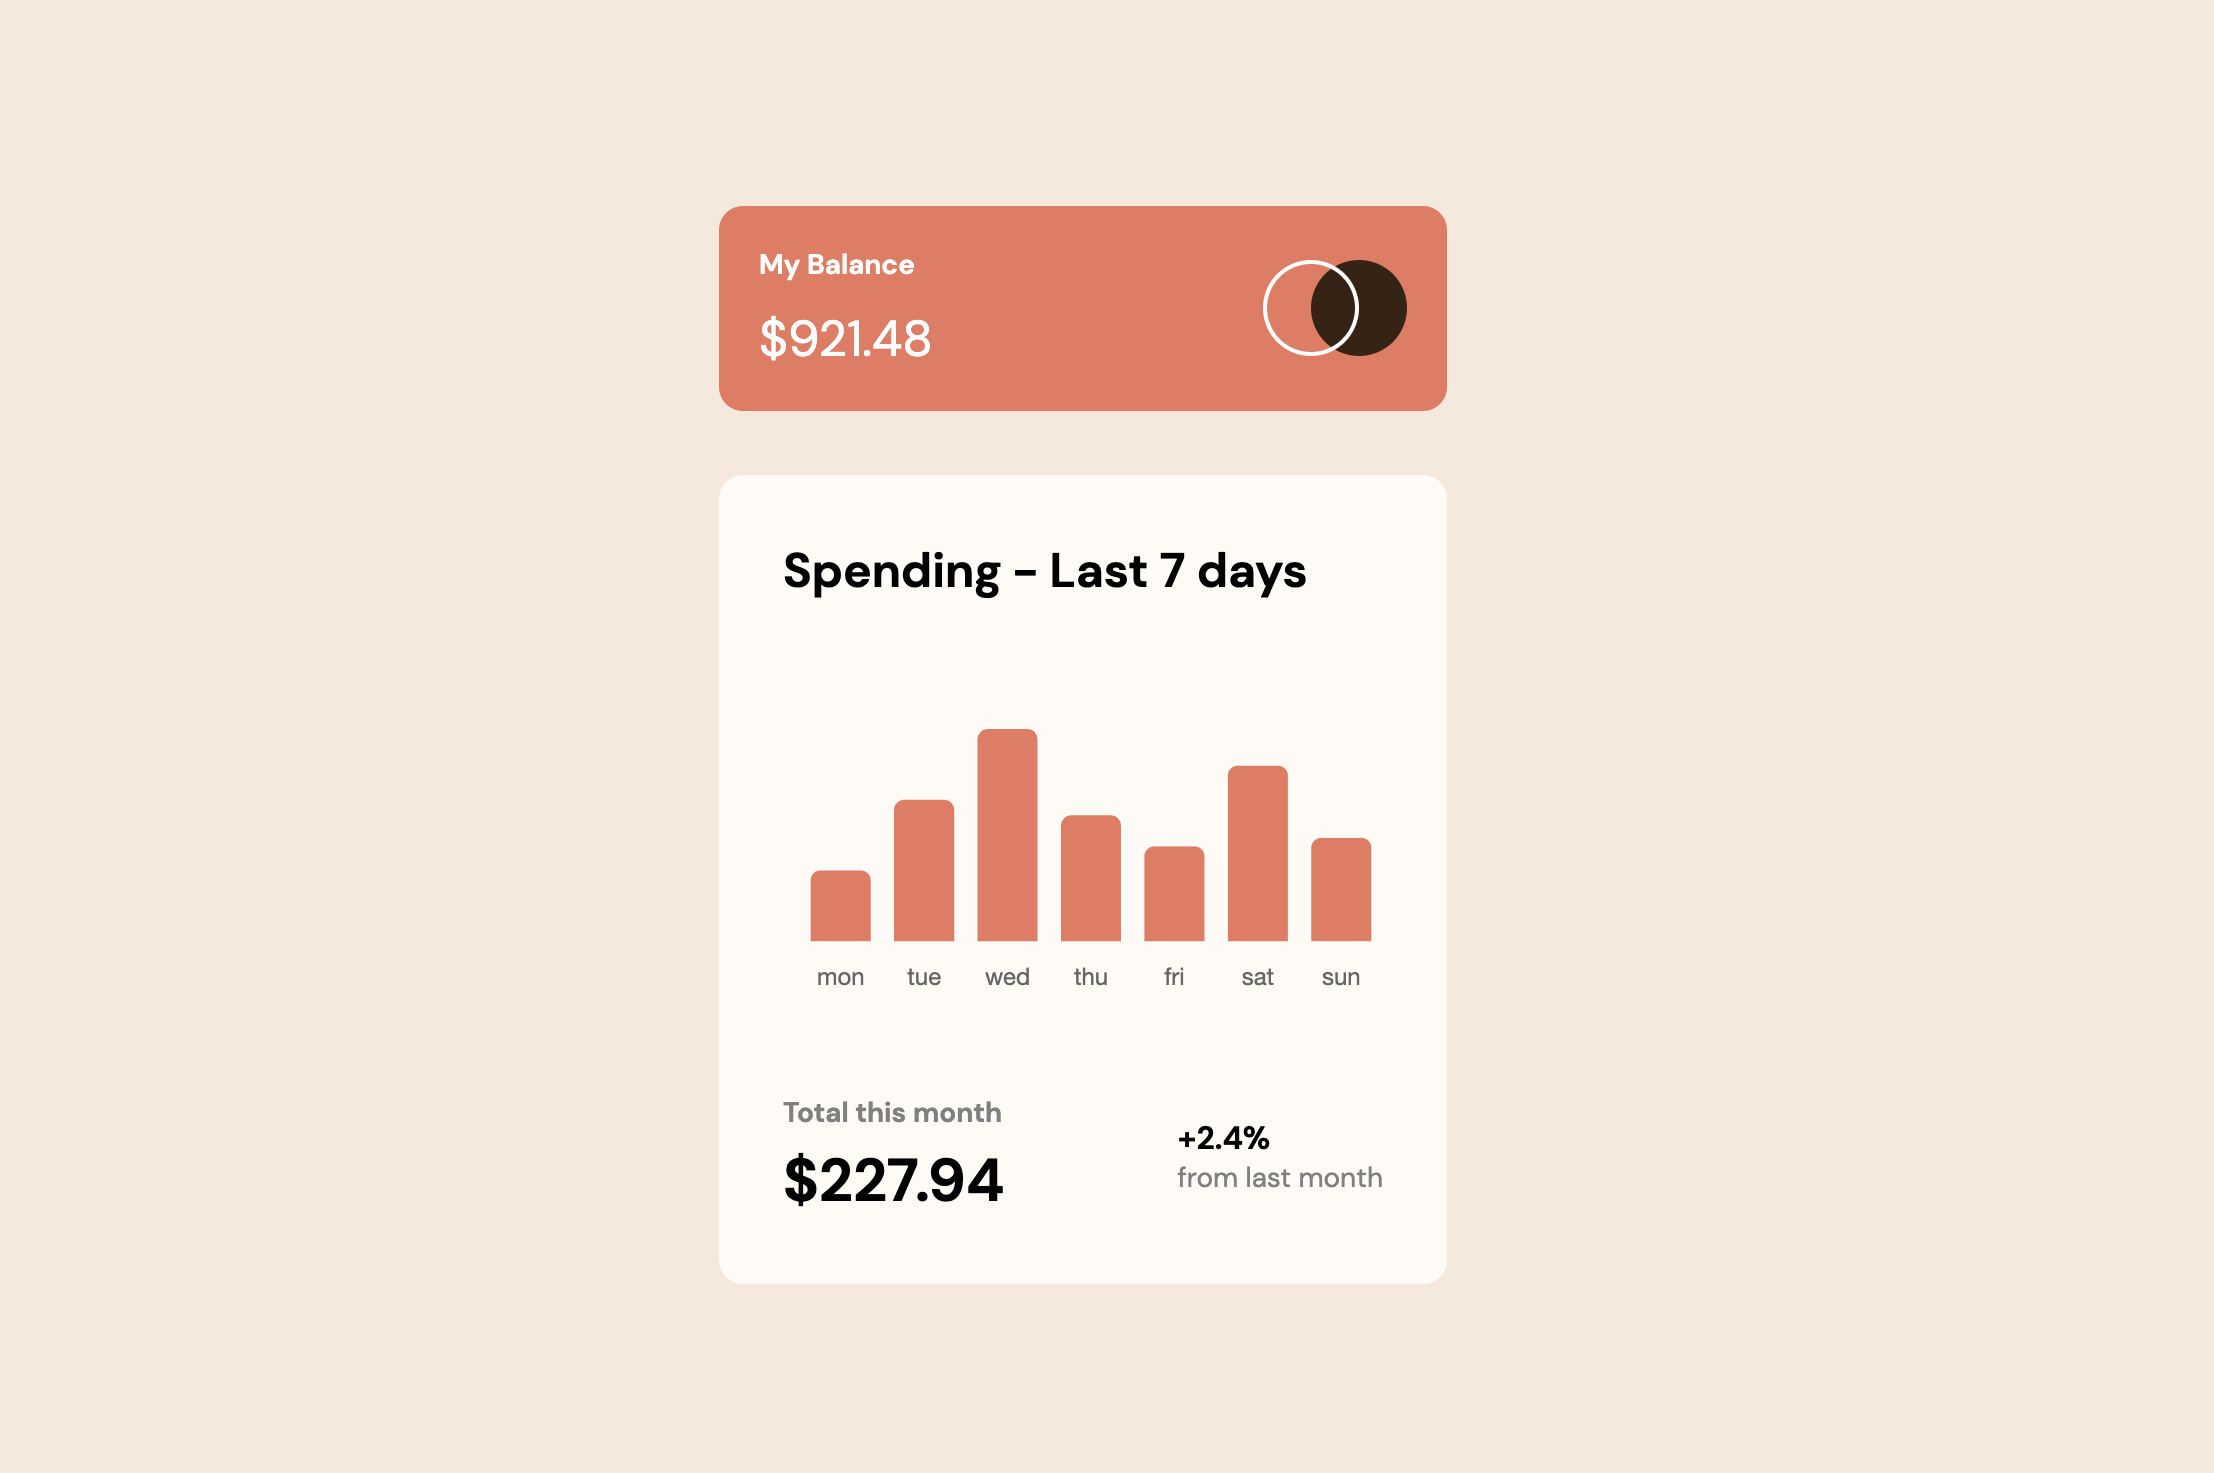 My Balance
$921.48
Spending - Last 7 days
mon tue wed thu fri sat sun
Total this month
$227.94
+2.4%
from last month